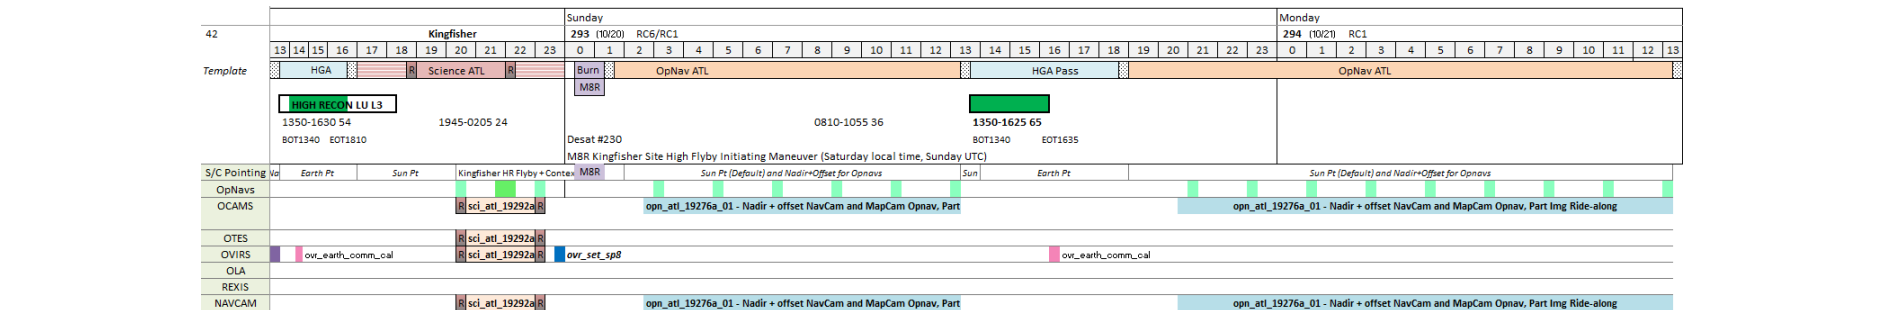 Sunday Monday
42 Kingfisher 293 (10/20) RC6/RC1 294 (10/21) RC1
13 14 15 16 17 18 19 20 21 22 23 0 1 2 3 4 5 6 7 8 9 10 11 12 13 14 15 16 17 18 19 20 21 22 23 0 1 2 3 4 5 6 7 8 9 10 11 12 13
Template HGA R Science ATL R Burn OpNav ATL HGA Pass OpNav ATL
M8R
HIGH RECON LU L3
1350-1630 54 1945-0205 24 0810-1055 36 1350-1625 65
BOT1340 EOT1810 Desat #230 BOT1340 EOT1635
M8R Kingfisher Site High Flyby Initiating Maneuver (Saturday local time, Sunday UTC)
S/C Pointing Na Earth Pt Sun Pt Kingfisher HR Flyby + Contex M8R Sun Pt (Default) and Nadir+Offset for Opnavs Sun Earth Pt Sun Pt (Default) and Nadir+Offset for Opnavs
OpNavs
OCAMS R sci_atl_19292a R opn_atl_19276a_01 - Nadir + offset NavCam and MapCam Opnav, Part opn_atl_19276a_01 - Nadir + offset NavCam and MapCam Opnav, Part Img Ride-along
OTES R sci_atl_19292a R
OVIRS ovr_earth_comm_cal R sci_atl_19292a R ovr_set_sp8 ovr_earth_comm_cal
OLA
REXIS
NAVCAM R sci_atl_19292a R opn_atl_19276a_01 - Nadir + offset NavCam and MapCam Opnav, Part opn_atl_19276a_01 - Nadir + offset NavCam and MapCam Opnav, Part Img Ride-along